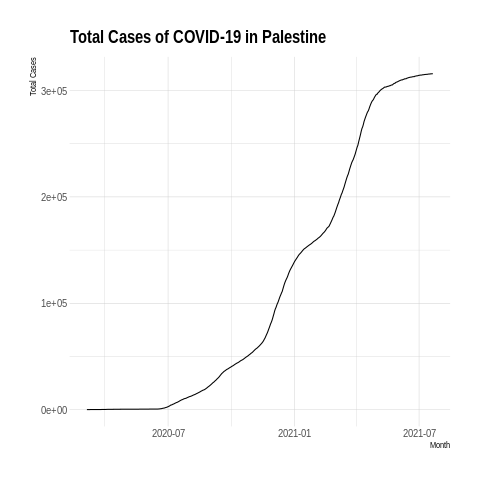 Total Cases of COVID-19 in Palestine
Total Cases
3e+05
2e+05
1e+05
0e+00
2020-07
2021-01
2021-07
Month